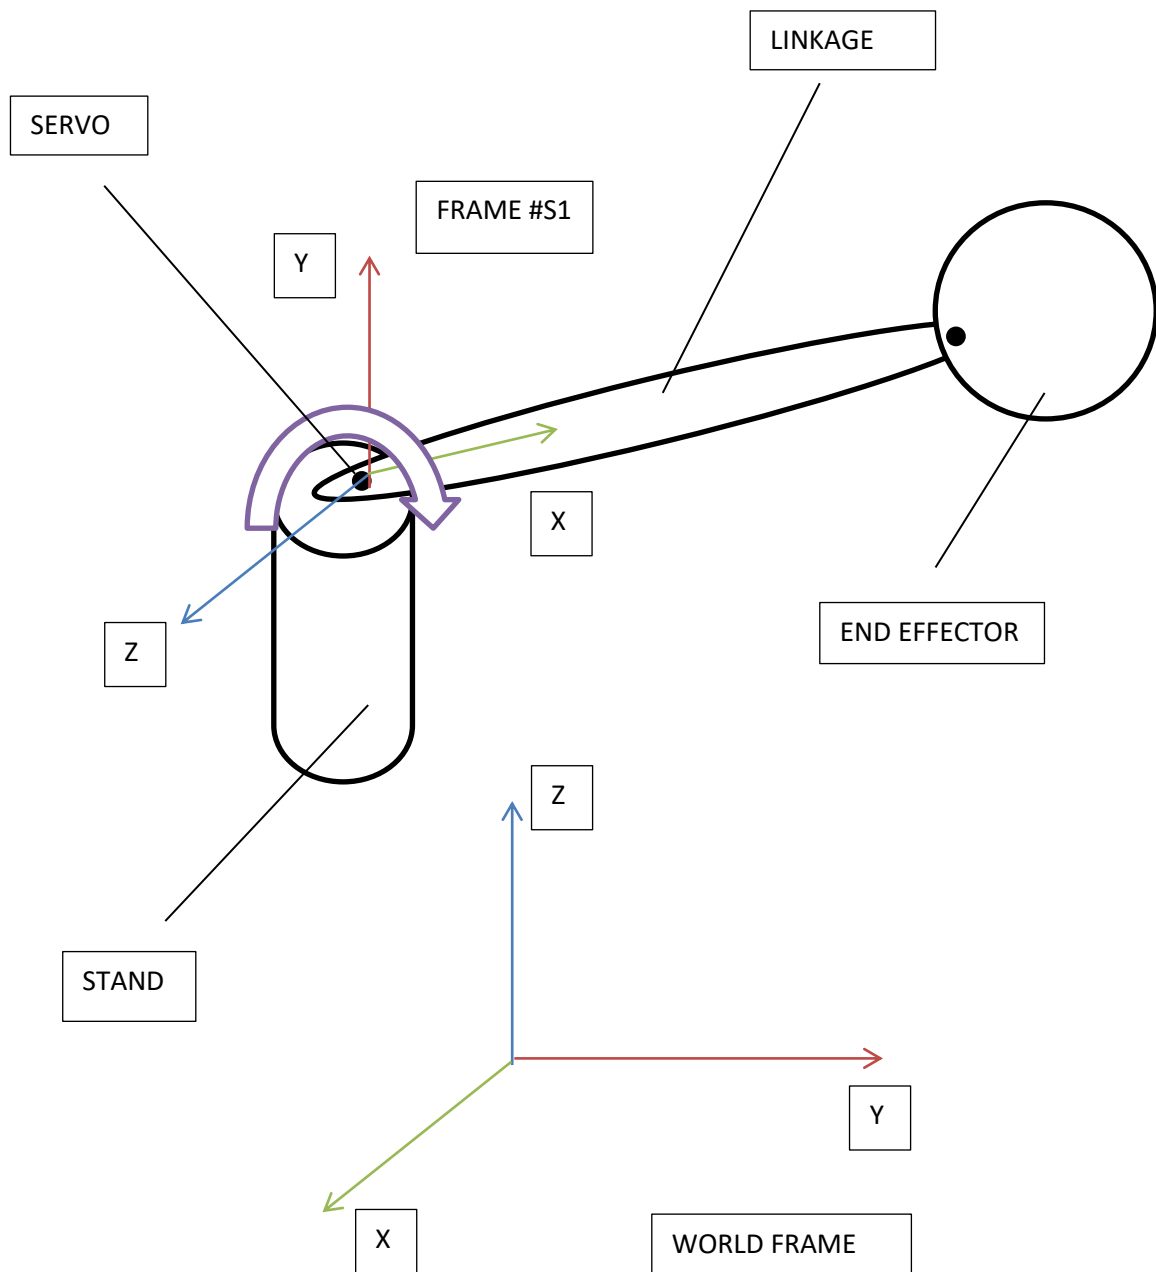 LINKAGE
SERVO
FRAME #S1
Y
X
END EFFECTOR
Z
Z
STAND
Y
X
WORLD FRAME